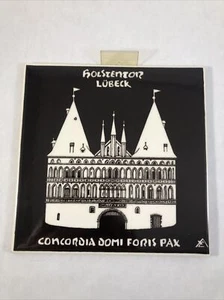 HOLSTENTOR
LÜBECK
CONCORDIA DOMI FORIS PAX